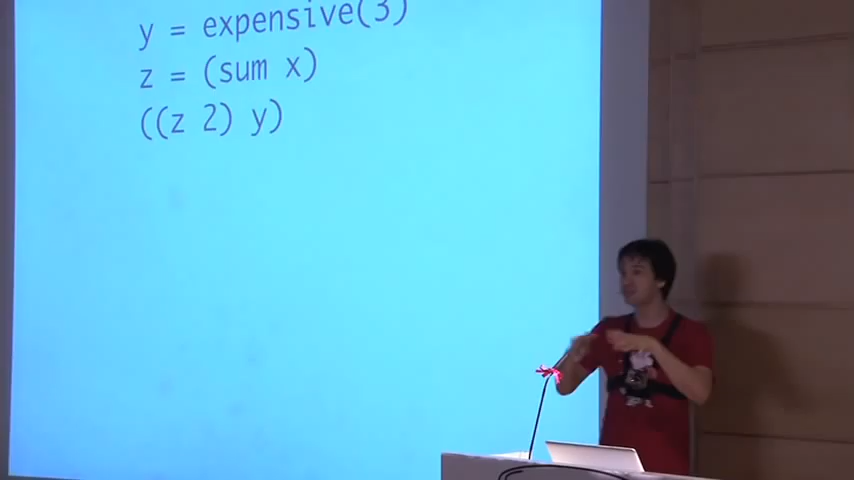 y = expensive(3)
z = (sum x)
((z 2) y)